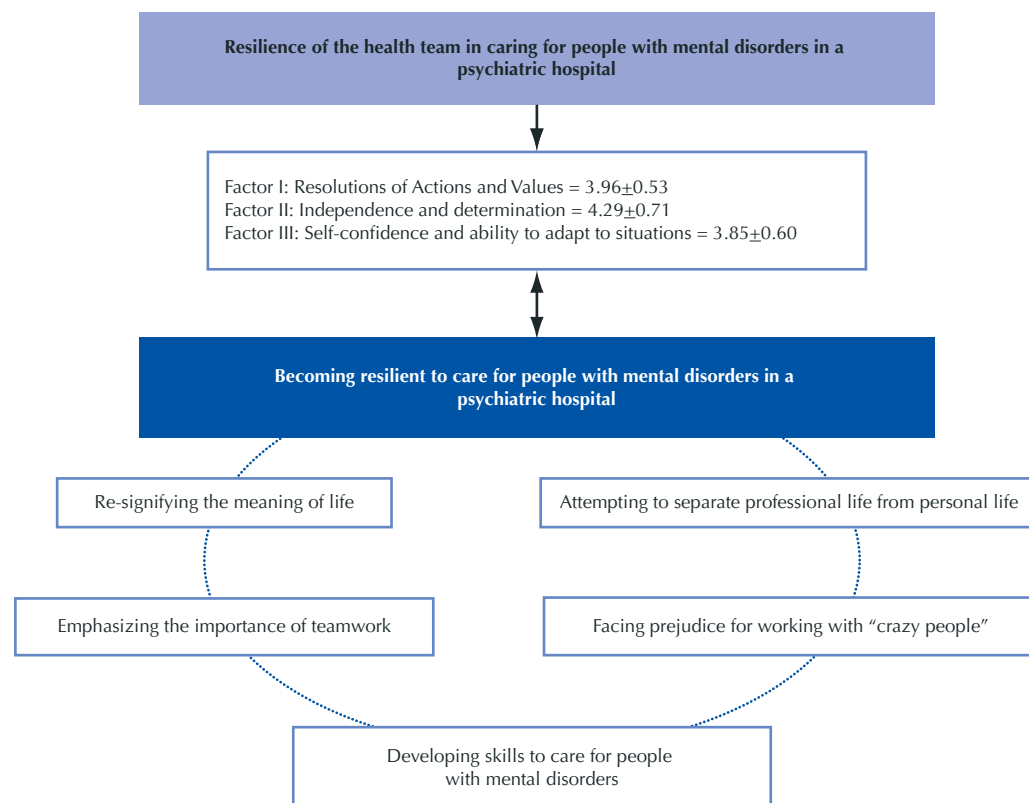 Resilience of the health team in caring for people with mental disorders in a
psychiatric hospital
Factor I: Resolutions of Actions and Values = 3.96±0.53
Factor II: Independence and determination = 4.29±0.71
Factor III: Self-confidence and ability to adapt to situations = 3.85±0.60
Becoming resilient to care for people with mental disorders in a
psychiatric hospital
Re-signifying the meaning of life
Attempting to separate professional life from personal life
Emphasizing the importance of teamwork
Facing prejudice for working with “crazy people”
Developing skills to care for people
with mental disorders